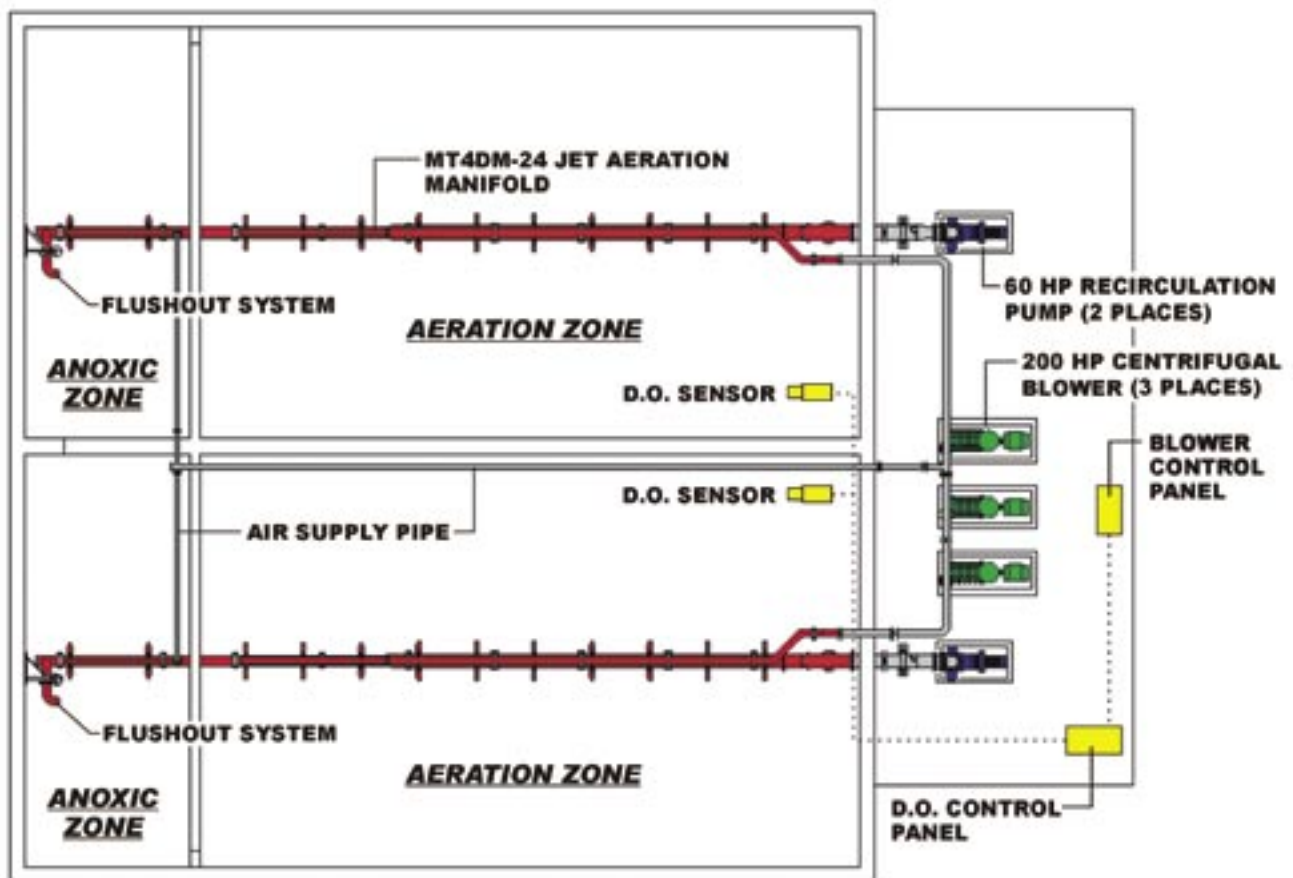 MT4DM-24 JET AERATION
MANIFOLD
FLUSHOUT SYSTEM
AERATION ZONE
ANOXIC
ZONE
D.O. SENSOR
60 HP RECIRCULATION
PUMP (2 PLACES)
200 HP CENTRIFUGAL
BLOWER (3 PLACES)
BLOWER
CONTROL
PANEL
D.O. SENSOR
AIR SUPPLY PIPE
FLUSHOUT SYSTEM
AERATION ZONE
ANOXIC
ZONE
D.O. CONTROL
PANEL